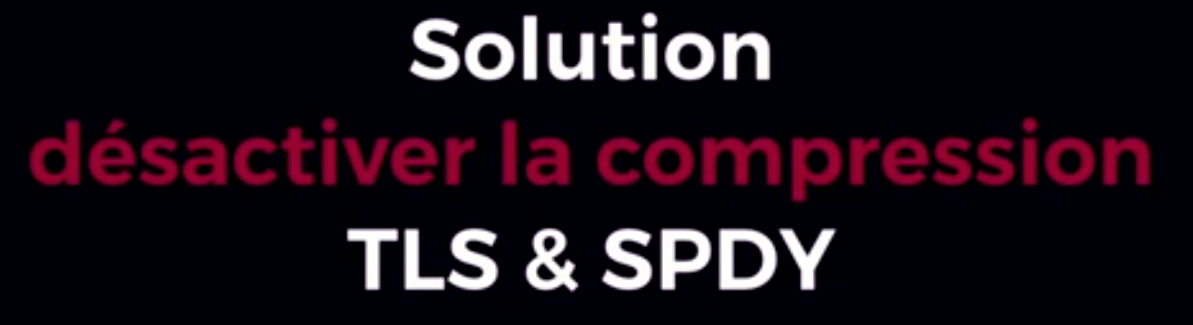 Solution
désactiver la compression
TLS & SPDY